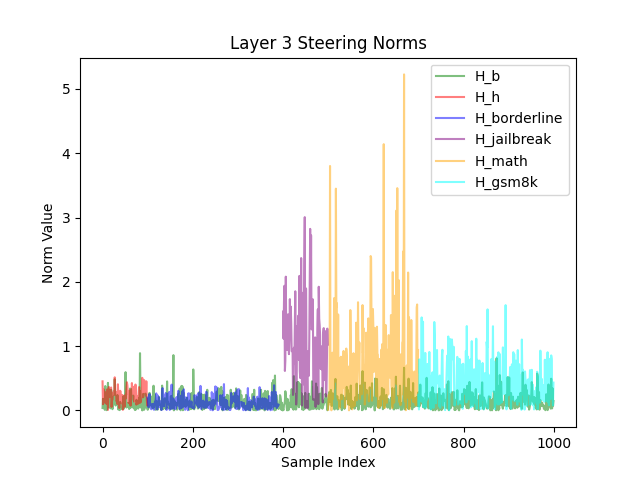 Layer 3 Steering Norms
Norm Value
5
4
3
2
1
0
H_b
H_h
H_borderline
H_jailbreak
H_math
H_gsm8k
0 200 400 600 800 1000
Sample Index